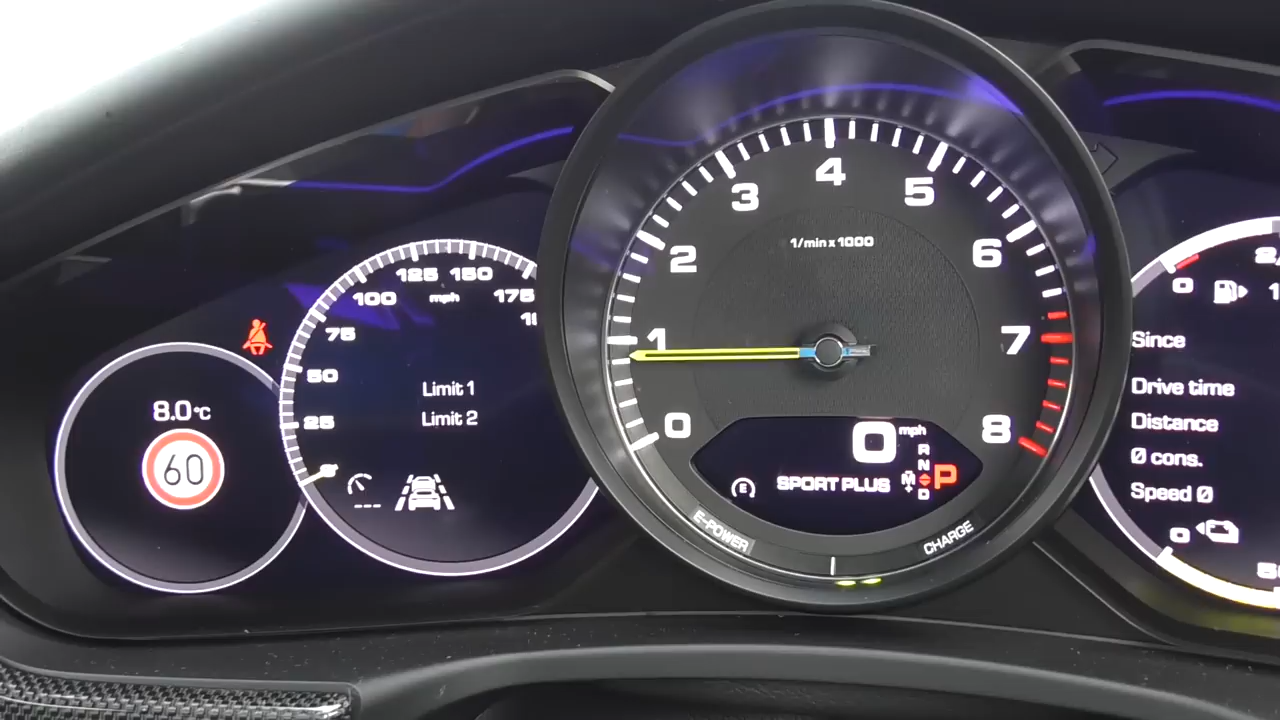 8.0°C
60
125 150
100 mph 175
75
50
25
Limit 1
Limit 2
---
0
1
2
3
4
5
6
7
8
1/min x 1000
0 mph
R
N
M
D
P
+
SPORT PLUS
E
E-POWER
CHARGE
0
Since
Drive time
Distance
Ø cons.
Speed Ø
0